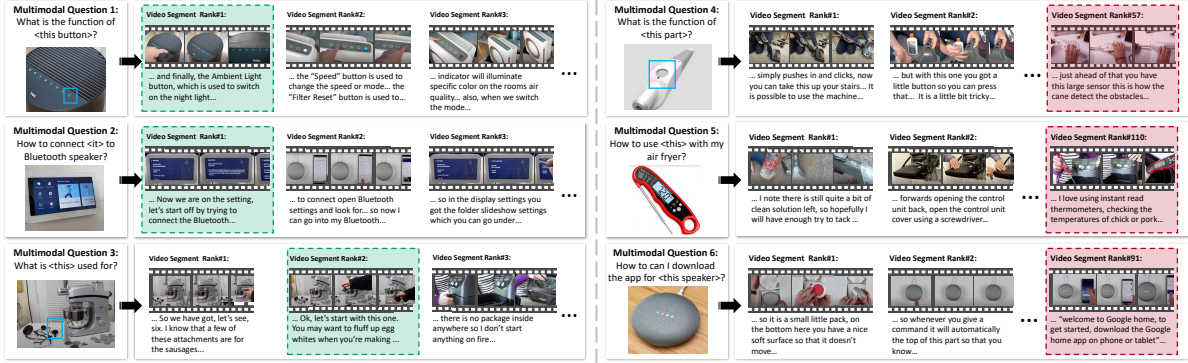 Multimodal Question 1:
What is the function of
<this button>?
Video Segment Rank#1:
... and finally, the Ambient Light
button, which is used to switch
on the night light...
Video Segment Rank#2:
... the “Speed” button is used to
change the speed or mode... the
“Filter Reset” button is used to...
Video Segment Rank#3:
... indicator will illuminate
specific color on the rooms air
quality... also, when we switch
the mode...
...
Multimodal Question 2:
How to connect <it> to
Bluetooth speaker?
Video Segment Rank#1:
... Now we are on the setting,
let’s start off by trying to
connect the Bluetooth...
Video Segment Rank#2:
... to connect open Bluetooth
settings and look for... so now I
can go into my Bluetooth...
Video Segment Rank#3:
... so in the display settings you
got the folder slideshow settings
which you can go under...
...
Multimodal Question 3:
What is <this> used for?
Video Segment Rank#1:
... So we have got, let’s see,
six. I know that a few of
these attachments are for
the sausages...
Video Segment Rank#2:
... Ok, let’s start with this one.
You may want to fluff up egg
whites when you’re making ...
Video Segment Rank#3:
... there is no package inside
anywhere so I don’t start
anything on fire...
...
Multimodal Question 4:
What is the function of
<this part>?
Video Segment Rank#1:
... simply pushes in and clicks, now
you can take this up your stairs... It
is possible to use the machine...
Video Segment Rank#2:
... but with this one you got a
little button so you can press
that... It is a little bit tricky...
...
Video Segment Rank#57:
... just ahead of that you have
this large sensor this is how the
cane detect the obstacles...
Multimodal Question 5:
How to use <this> with my
air fryer?
Video Segment Rank#1:
... I note there is still quite a bit of
clean solution left, so hopefully I
will have enough try to tack ...
Video Segment Rank#2:
... forwards opening the control
unit back, open the control unit
cover using a screwdriver...
...
Video Segment Rank#110:
... I love using instant read
thermometers, checking the
temperatures of chick or pork...
Multimodal Question 6:
How to can I download
the app for <this speaker>?
Video Segment Rank#1:
... so it is a small little pack, on
the bottom here you have a nice
soft surface so that it doesn’t
move...
Video Segment Rank#2:
... so whenever you give a
command it will automatically
the top of this part so that you
know...
...
Video Segment Rank#91:
... “welcome to Google home, to
get started, download the Google
home app on phone or tablet”...